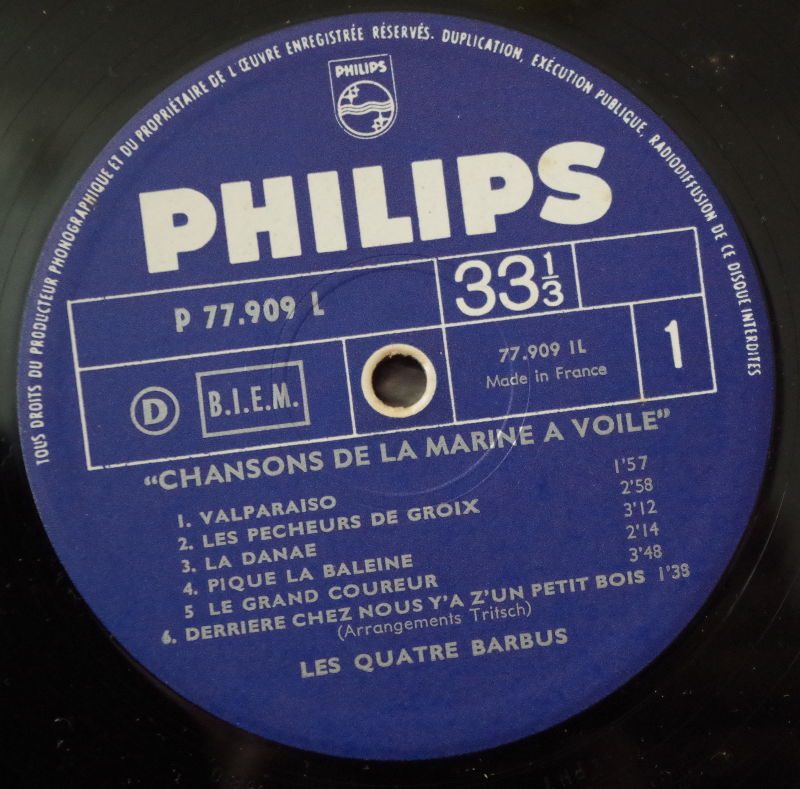 TOUS DROITS DU PRODUCTEUR PHONOGRAPHIQUE ET DU PROPRIÉTAIRE DE L'ŒUVRE ENREGISTRÉE RÉSERVÉS. DUPLICATION, EXÉCUTION PUBLIQUE, RADIODIFFUSION DE CE DISQUE INTERDITES
PHILIPS
PHILIPS
P 77.909 L
33 1/3
D
B.I.E.M.
77.909 1L
Made in France
1
"CHANSONS DE LA MARINE A VOILE"
1. VALPARAISO 1'57
2. LES PECHEURS DE GROIX 2'58
3. LA DANAE 3'12
4. PIQUE LA BALEINE 2'14
5 LE GRAND COUREUR 3'48
6. DERRIERE CHEZ NOUS Y'A Z'UN PETIT BOIS 1'38
(Arrangements Tritsch)
LES QUATRE BARBUS